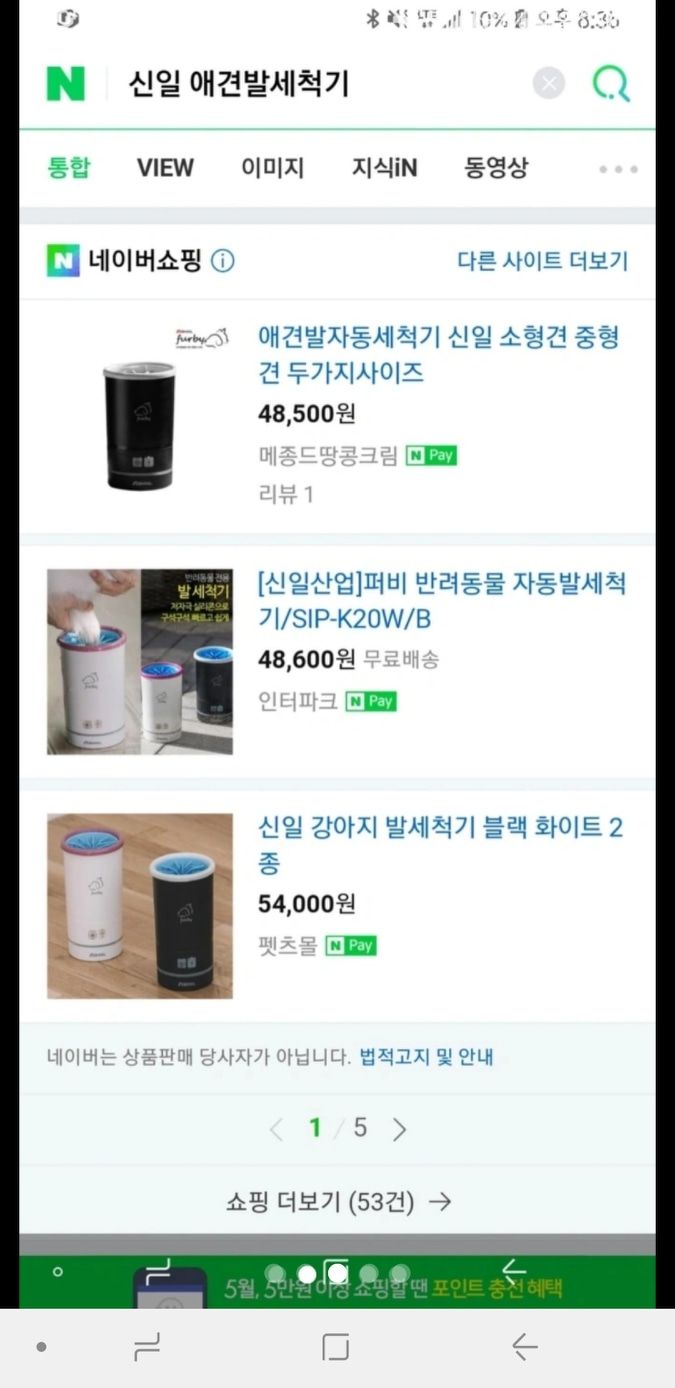 10% 오후 8:36
N 신일 애견발세척기
통합 VIEW 이미지 지식iN 동영상
N 네이버쇼핑 다른 사이트 더보기
furby
애견발자동세척기 신일 소형견 중형
견 두가지사이즈
48,500원
메종드땅콩크림 N Pay
리뷰 1
반려동물 전용
발 세척기
저자극 실리콘으로
구석구석 빠르고 쉽게
[신일산업]퍼비 반려동물 자동발세척
기/SIP-K20W/B
48,600원 무료배송
인터파크 N Pay
신일 강아지 발세척기 블랙 화이트 2
종
54,000원
펫츠몰 N Pay
네이버는 상품판매 당사자가 아닙니다. 법적고지 및 안내
1 / 5
쇼핑 더보기 (53건)
5월, 5만원 이상 쇼핑할 땐 포인트 충전 혜택